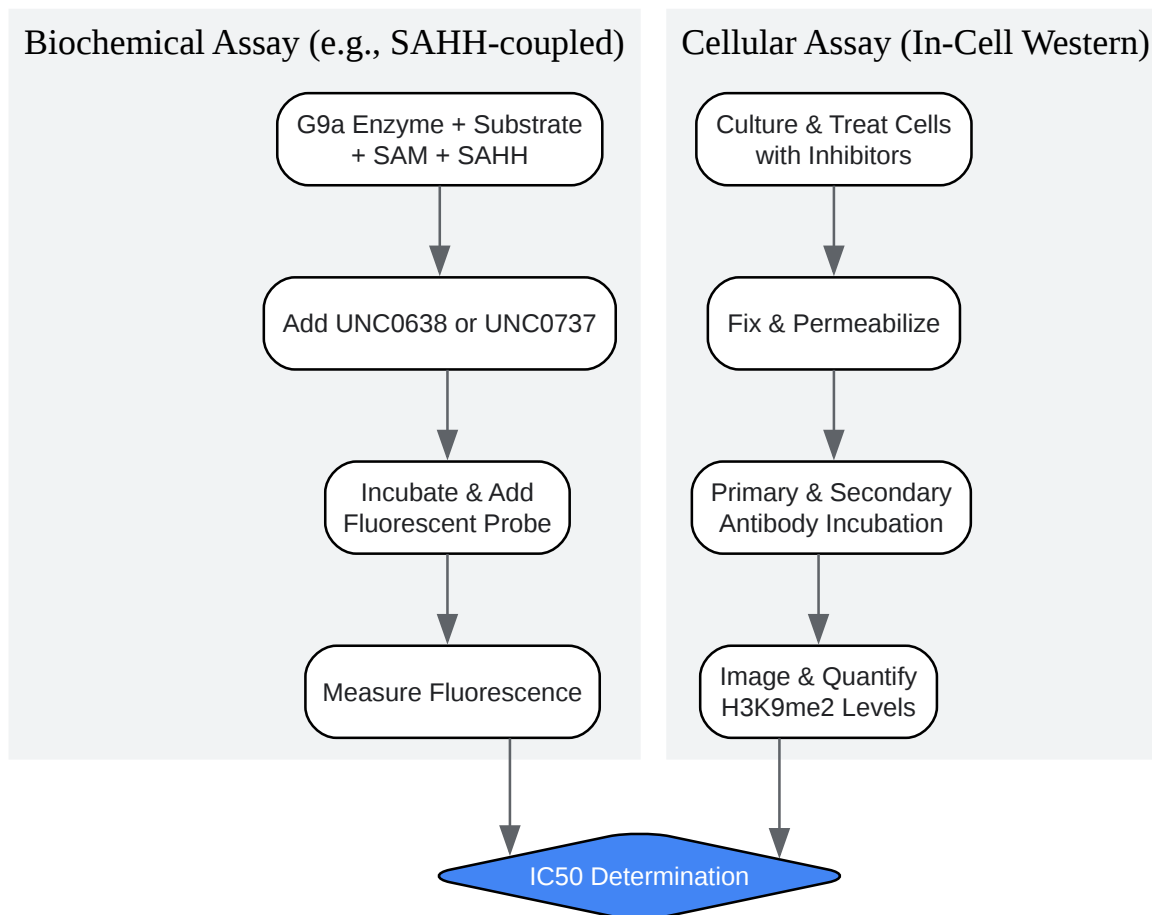 Biochemical Assay (e.g., SAHH-coupled)
G9a Enzyme + Substrate
+ SAM + SAHH
Add UNC0638 or UNC0737
Incubate & Add
Fluorescent Probe
Measure Fluorescence
Cellular Assay (In-Cell Western)
Culture & Treat Cells
with Inhibitors
Fix & Permeabilize
Primary & Secondary
Antibody Incubation
Image & Quantify
H3K9me2 Levels
IC50 Determination